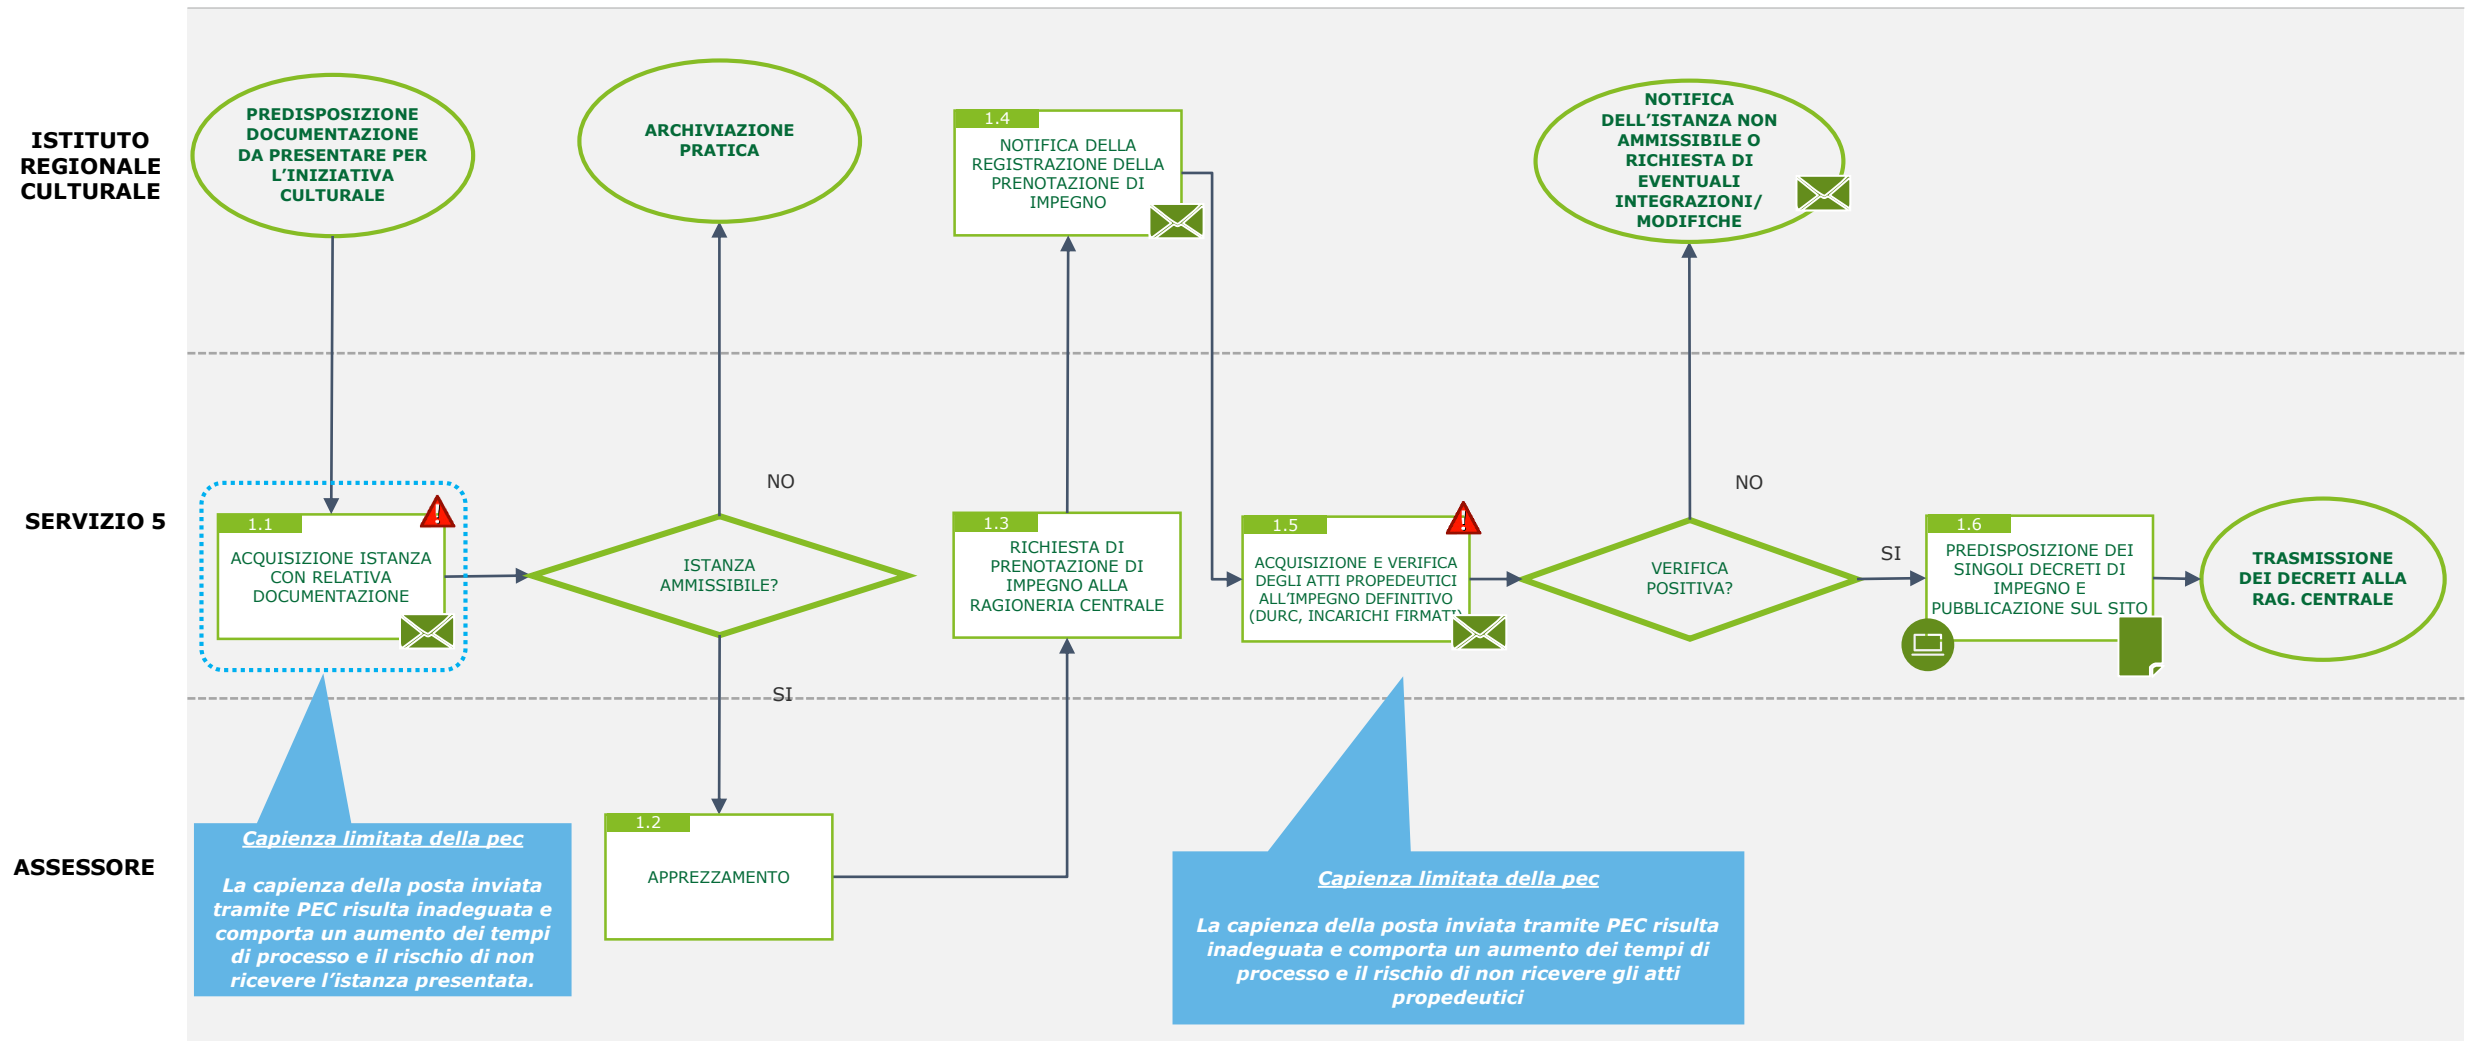 ISTITUTO
REGIONALE
CULTURALE
PREDISPOSIZIONE
DOCUMENTAZIONE
DA PRESENTARE PER
L'INIZIATIVA
CULTURALE
ARCHIVIAZIONE
PRATICA
1.4
NOTIFICA DELLA
REGISTRAZIONE DELLA
PRENOTAZIONE DI
IMPEGNO
NOTIFICA
DELL'ISTANZA NON
AMMISSIBILE O
RICHIESTA DI
EVENTUALI
INTEGRAZIONI/
MODIFICHE
SERVIZIO 5
1.1
ACQUISIZIONE ISTANZA
CON RELATIVA
DOCUMENTAZIONE
NO
ISTANZA
AMMISSIBILE?
SI
1.3
RICHIESTA DI
PRENOTAZIONE DI
IMPEGNO ALLA
RAGIONERIA CENTRALE
1.5
ACQUISIZIONE E VERIFICA
DEGLI ATTI PROPEDEUTICI
ALL'IMPEGNO DEFINITIVO
(DURC, INCARICHI FIRMATI)
NO
VERIFICA
POSITIVA?
SI
1.6
PREDISPOSIZIONE DEI
SINGOLI DECRETI DI
IMPEGNO E
PUBBLICAZIONE SUL SITO
TRASMISSIONE
DEI DECRETI ALLA
RAG. CENTRALE
ASSESSORE
Capienza limitata della pec
La capienza della posta inviata
tramite PEC risulta inadeguata e
comporta un aumento dei tempi
di processo e il rischio di non
ricevere l'istanza presentata.
1.2
APPREZZAMENTO
Capienza limitata della pec
La capienza della posta inviata tramite PEC risulta
inadeguata e comporta un aumento dei tempi di
processo e il rischio di non ricevere gli atti
propedeutici